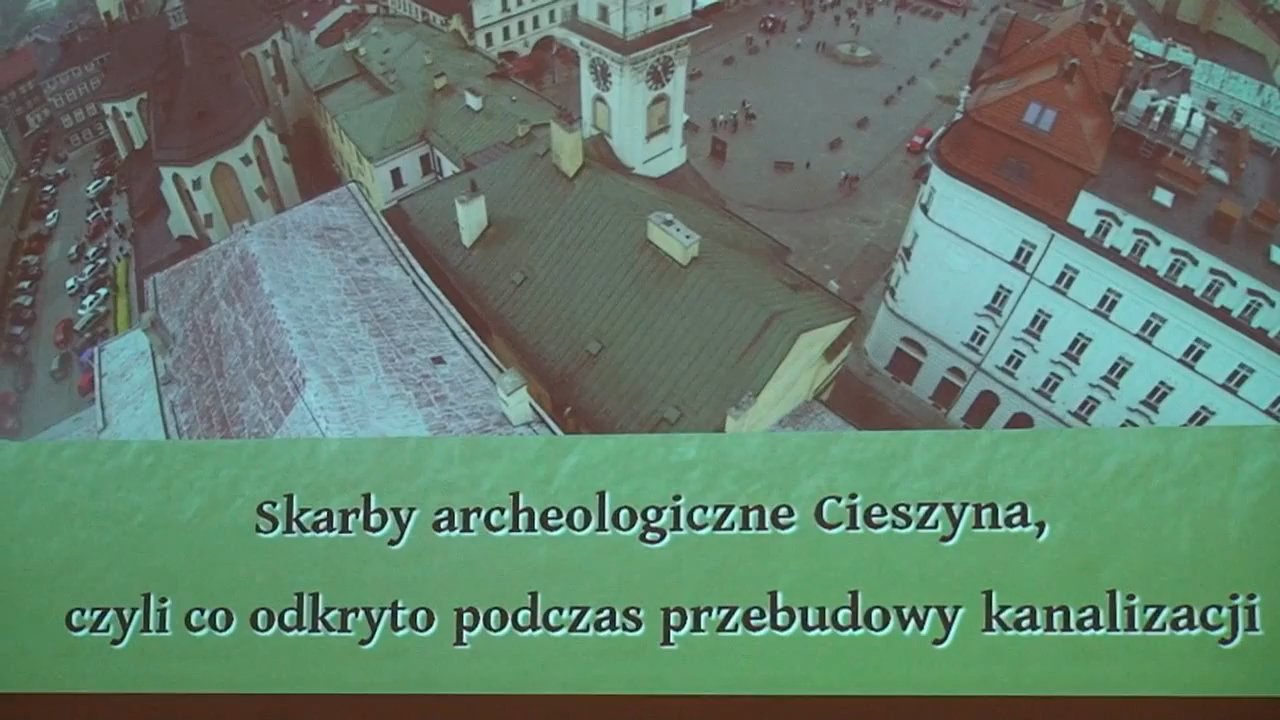 Skarby archeologiczne Cieszyna,
czyli co odkryto podczas przebudowy kanalizacji